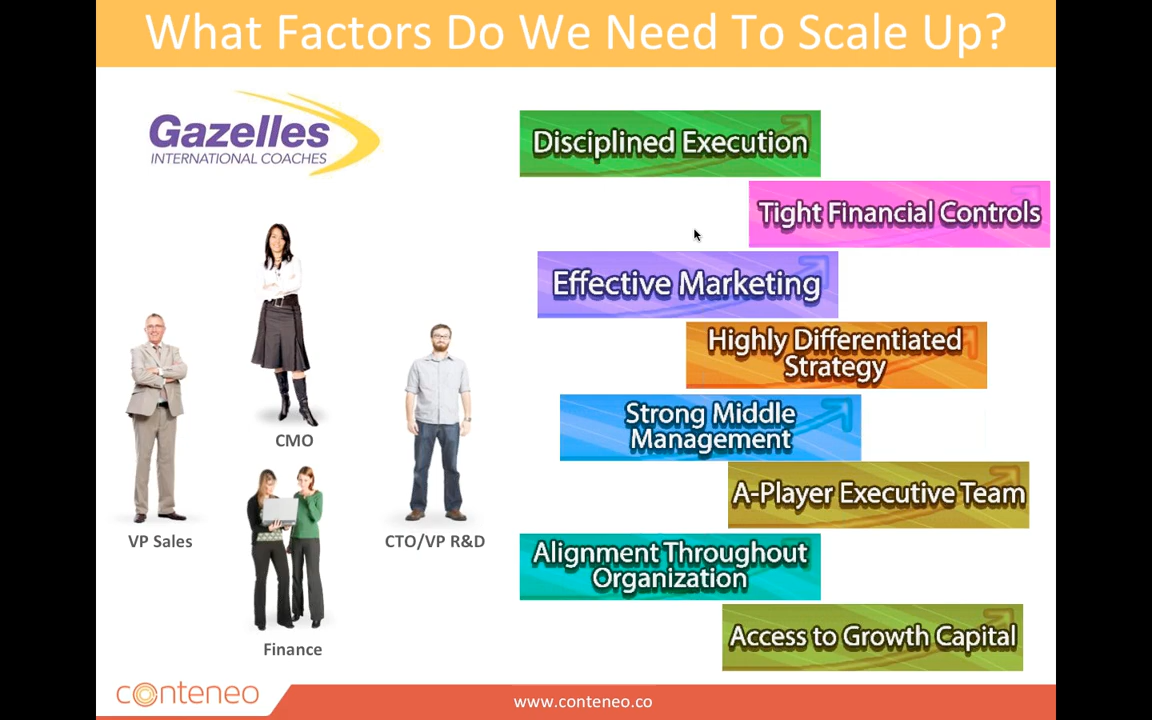 What Factors Do We Need To Scale Up?
Gazelles
INTERNATIONAL COACHES
CMO
VP Sales
CTO/VP R&D
Finance
Disciplined Execution
Tight Financial Controls
Effective Marketing
Highly Differentiated
Strategy
Strong Middle
Management
A-Player Executive Team
Alignment Throughout
Organization
Access to Growth Capital
conteneo
www.conteneo.co